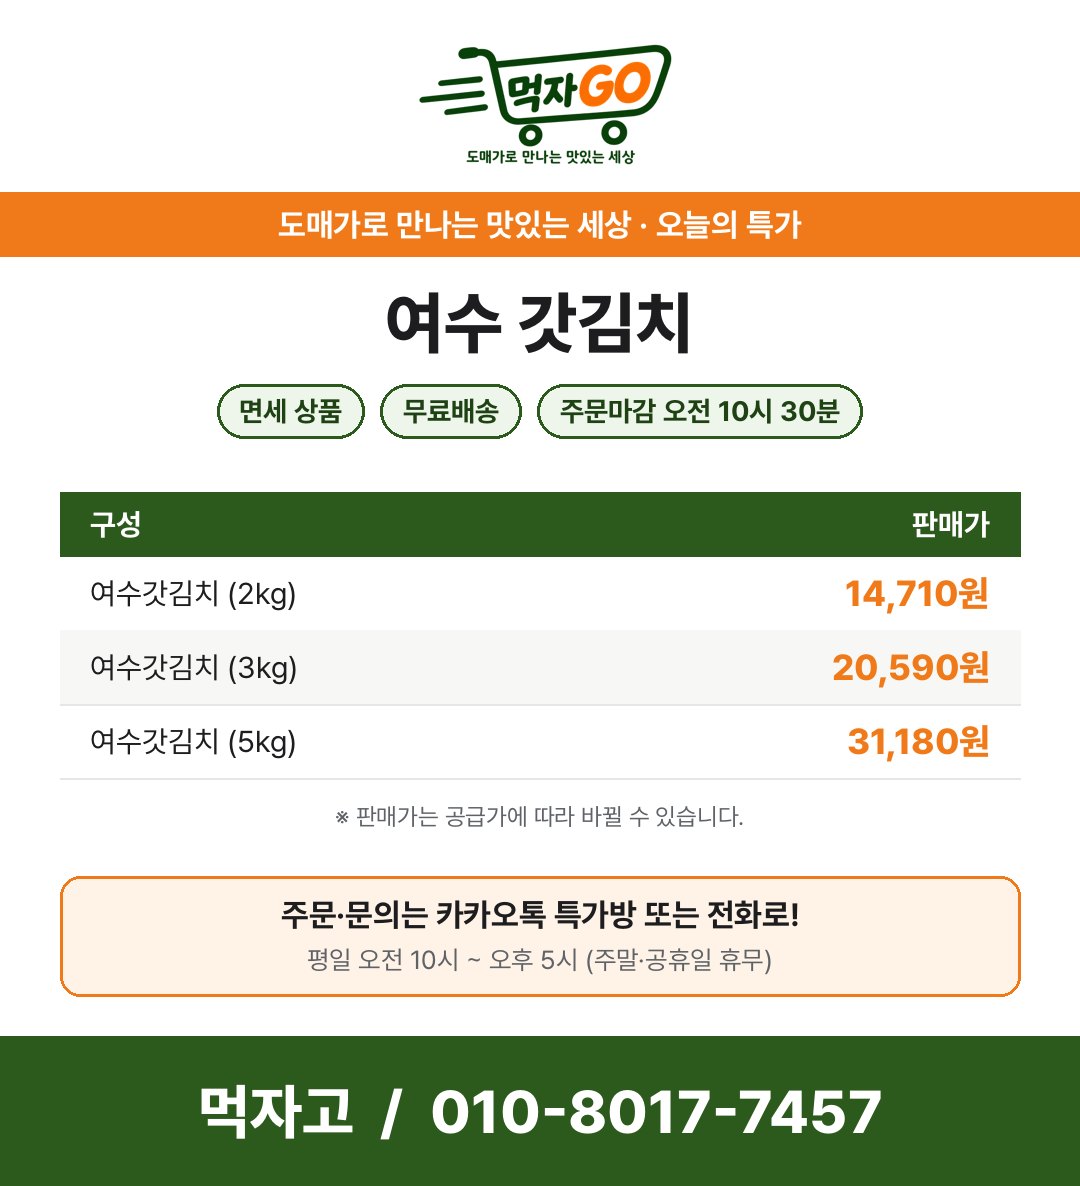 먹자GO
도매가로 만나는 맛있는 세상
도매가로 만나는 맛있는 세상 · 오늘의 특가
여수 갓김치
면세 상품 무료배송 주문마감 오전 10시 30분
구성 판매가
여수갓김치 (2kg) 14,710원
여수갓김치 (3kg) 20,590원
여수갓김치 (5kg) 31,180원
※ 판매가는 공급가에 따라 바뀔 수 있습니다.
주문·문의는 카카오톡 특가방 또는 전화로!
평일 오전 10시 ~ 오후 5시 (주말·공휴일 휴무)
먹자고 / 010-8017-7457